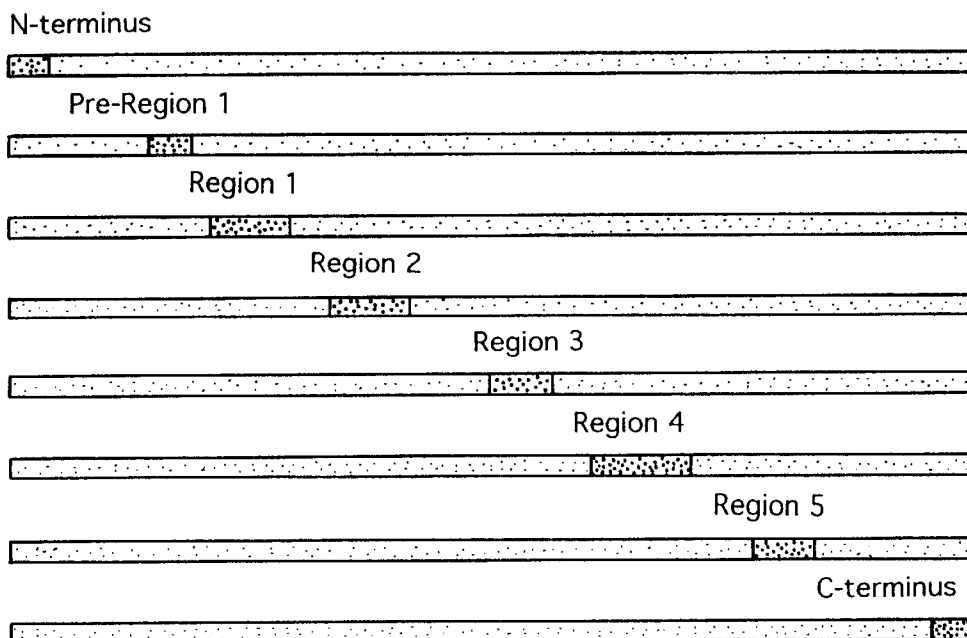 N-terminus
Pre-Region 1
Region 1
Region 2
Region 3
Region 4
Region 5
C-terminus